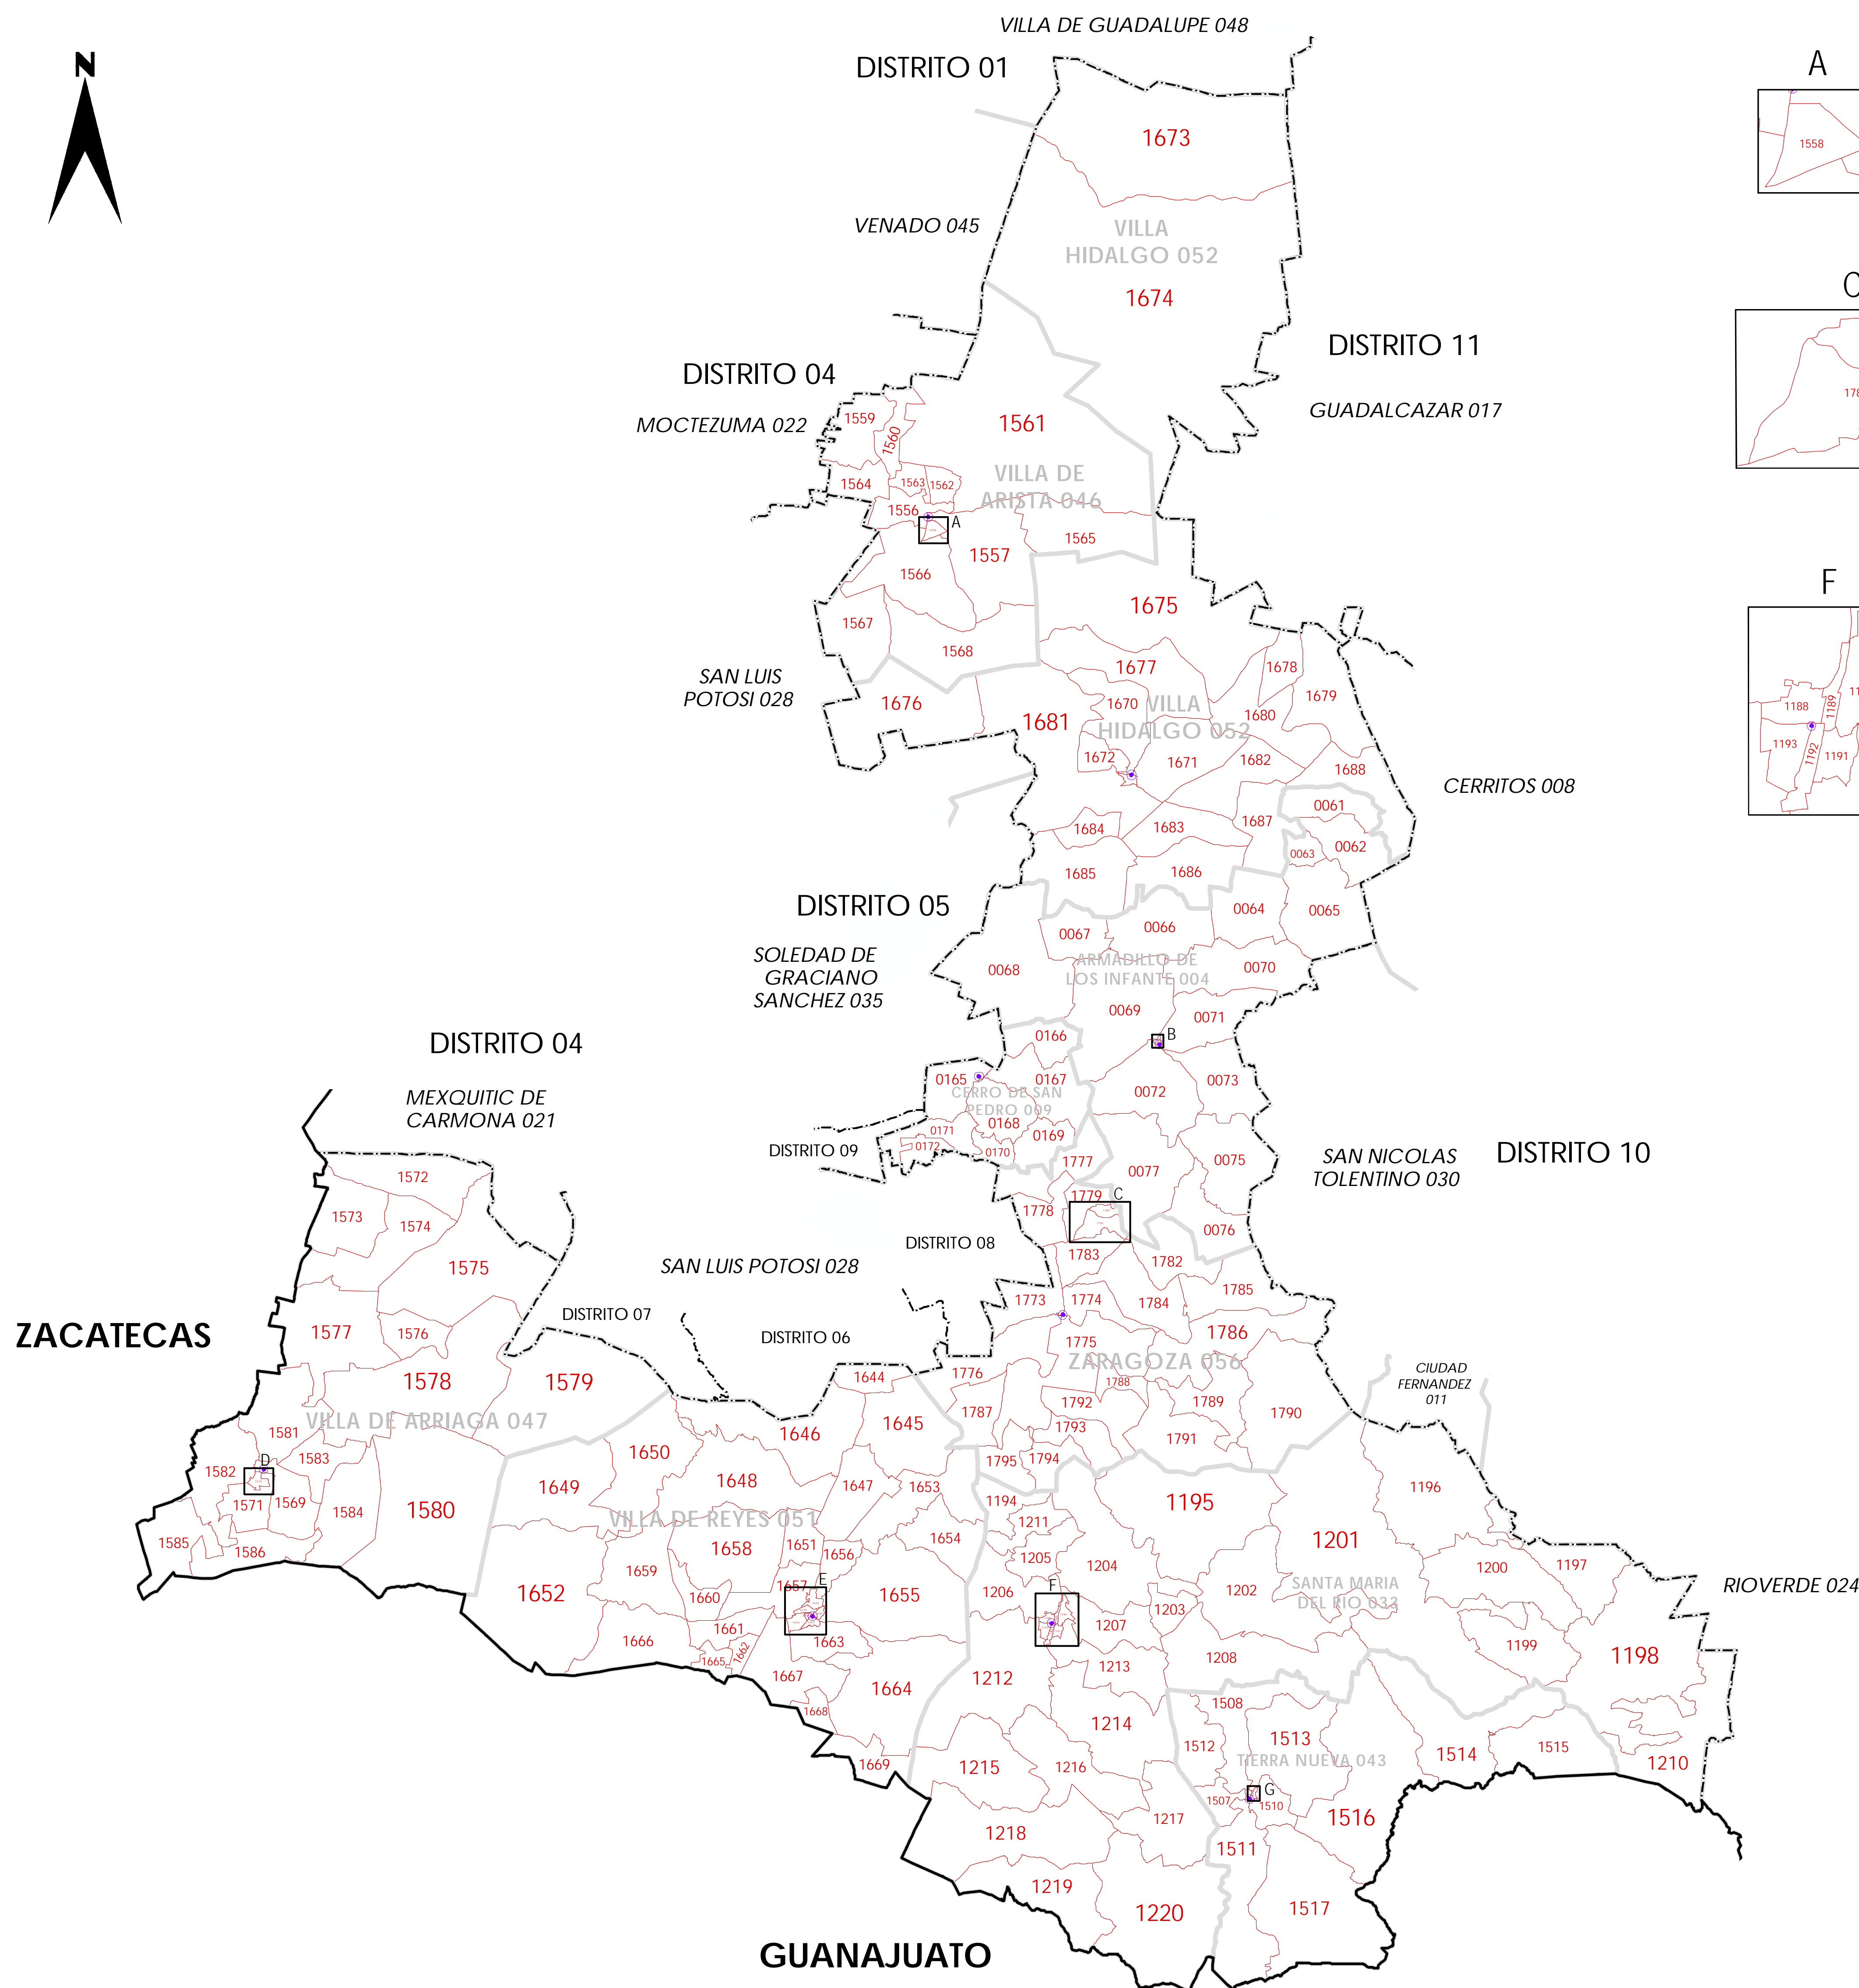 VILLA DE GUADALUPE 048
N
DISTRITO 01
A
1673
1558
VENADO 045
VILLA
HIDALGO 052
1674
DISTRITO 11
DISTRITO 04
MOCTEZUMA 022
GUADALCAZAR 017
1559
1560
1561
1564
1563
1562
VILLA DE
ARISTA 046
1556
A
1557
1565
1566
F
1675
1567
1568
1677
1678
1679
SAN LUIS
POTOSI 028
1676
1670
VILLA
HIDALGO 052
1680
1681
1188
1189
1193
1192
1191
1672
1671
1682
1688
CERRITOS 008
0061
1684
1683
1687
0062
0063
1685
1686
DISTRITO 05
0064
0065
0067
0066
SOLEDAD DE
GRACIANO
SANCHEZ 035
0068
ARMADILLO DE
LOS INFANTE 004
0070
0069
0071
B
DISTRITO 04
0166
0165
0167
0072
0073
MEXQUITIC DE
CARMONA 021
CERRO DE SAN
PEDRO 009
0168
0169
0171
0172
0170
DISTRITO 09
1777
0077
0075
SAN NICOLAS
TOLENTINO 030
DISTRITO 10
1572
1573
1574
1779
C
1778
0076
DISTRITO 08
1783
1782
SAN LUIS POTOSI 028
1575
1785
1773
1774
1784
DISTRITO 07
DISTRITO 06
ZACATECAS
1577
1576
1775
1786
ZARAGOZA 056
1578
1579
1644
1776
1788
CIUDAD
FERNANDEZ
011
1792
1789
1787
1790
VILLA DE ARRIAGA 047
1581
1645
1646
1793
1791
1650
1583
D
1582
1795
1794
1649
1648
1647
1653
1196
1571
1569
1584
1580
1194
1195
VILLA DE REYES 051
1211
1585
1586
1658
1651
1656
1654
1205
1204
1201
1200
1197
1659
1657
E
F
1652
1660
1655
1206
1202
SANTA MARIA
DEL RIO 033
RIOVERDE 024
1203
1661
1207
1666
1662
1663
1199
1198
1665
1208
1667
1213
1212
1664
1668
1508
1214
1512
1513
1514
1515
TIERRA NUEVA 043
1669
1215
1216
1210
G
1507
1510
1217
1516
1218
1511
1219
1517
1220
GUANAJUATO